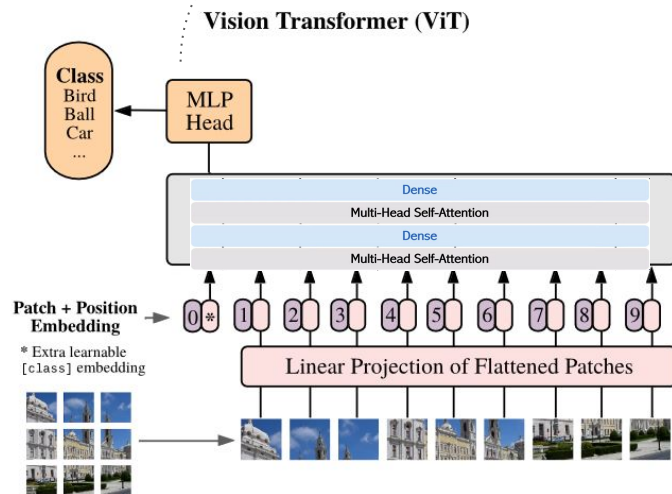 Vision Transformer (ViT)
Class
Bird
Ball
Car
...
MLP
Head
Dense
Multi-Head Self-Attention
Dense
Multi-Head Self-Attention
Patch + Position
Embedding
0 * 1 2 3 4 5 6 7 8 9
* Extra learnable
[class] embedding
Linear Projection of Flattened Patches